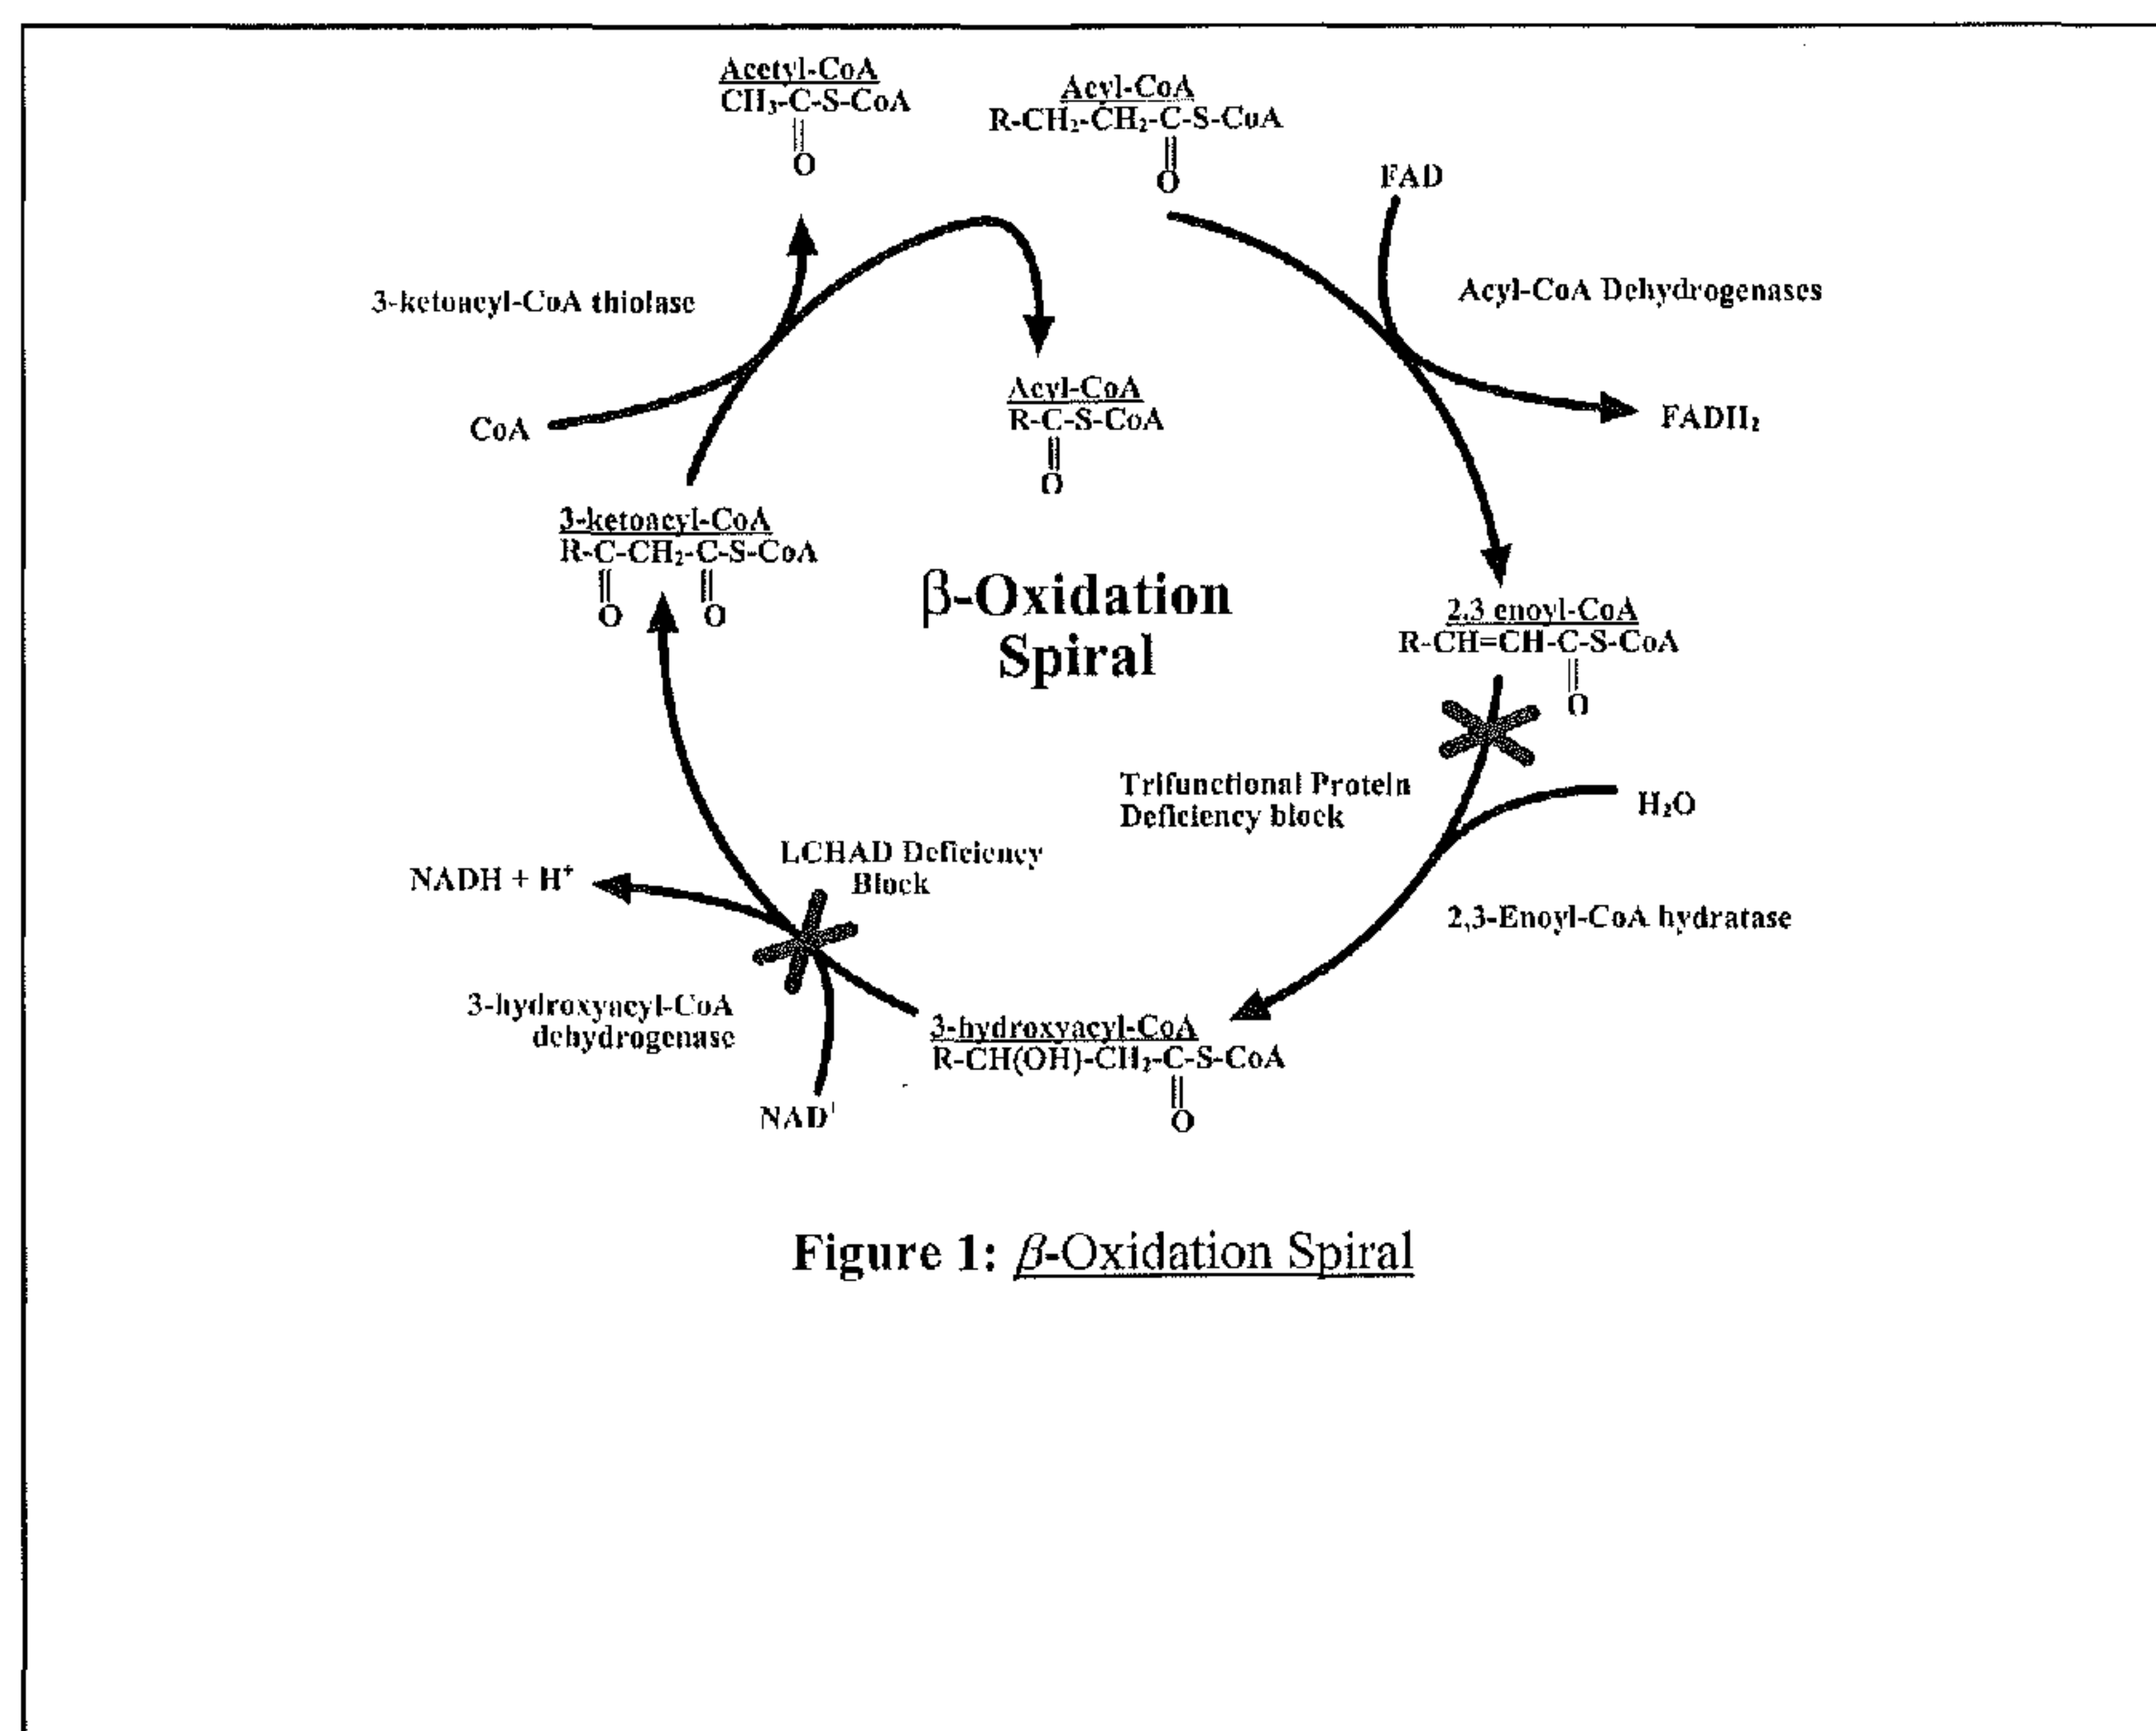 Acetyl-CoA
CH₃-C-S-CoA
O
Acyl-CoA
R-CH₂-CH₂-C-S-CoA
O
FAD
Acyl-CoA Dehydrogenases
FADH₂
3-ketoacyl-CoA thiolase
CoA
Acyl-CoA
R-C-S-CoA
O
3-ketoacyl-CoA
R-C-CH₂-C-S-CoA
O O
β-Oxidation
Spiral
2,3 enoyl-CoA
R-CH=CH-C-S-CoA
O
Trifunctional Protein
Deficiency block
H₂O
2,3-Enoyl-CoA hydratase
LCHAD Deficiency
Block
NADH + H⁺
3-hydroxyacyl-CoA
dehydrogenase
NAD⁺
3-hydroxyacyl-CoA
R-CH(OH)-CH₂-C-S-CoA
O
Figure 1: β-Oxidation Spiral